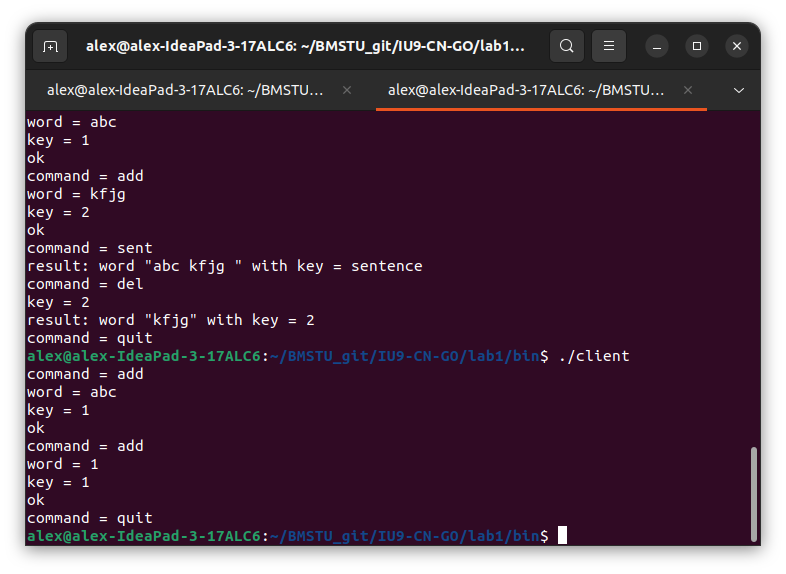 alex@alex-IdeaPad-3-17ALC6: ~/BMSTU_git/IU9-CN-GO/lab1...
alex@alex-IdeaPad-3-17ALC6: ~/BMSTU... alex@alex-IdeaPad-3-17ALC6: ~/BMSTU...
word = abc
key = 1
ok
command = add
word = kfjg
key = 2
ok
command = sent
result: word "abc kfjg " with key = sentence
command = del
key = 2
result: word "kfjg" with key = 2
command = quit
alex@alex-IdeaPad-3-17ALC6:~/BMSTU_git/IU9-CN-GO/lab1/bin$ ./client
command = add
word = abc
key = 1
ok
command = add
word = 1
key = 1
ok
command = quit
alex@alex-IdeaPad-3-17ALC6:~/BMSTU_git/IU9-CN-GO/lab1/bin$